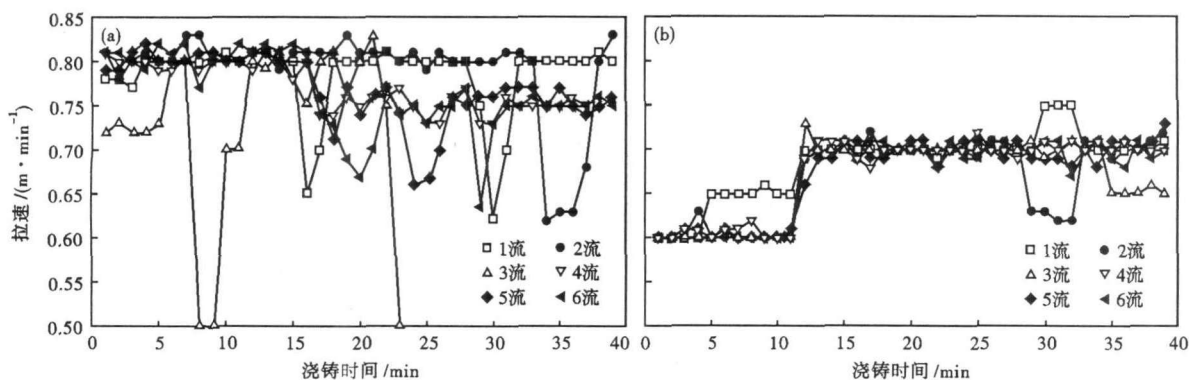 (a)
拉速 /(m·min⁻¹)
0.85
0.80
0.75
0.70
0.65
0.60
0.55
0.50
□ 1流 ● 2流
△ 3流 ▽ 4流
◆ 5流 ◀ 6流
0 5 10 15 20 25 30 35 40
浇铸时间 /min
(b)
□ 1流 ● 2流
△ 3流 ▽ 4流
◆ 5流 ◀ 6流
0 5 10 15 20 25 30 35 40
浇铸时间 /min